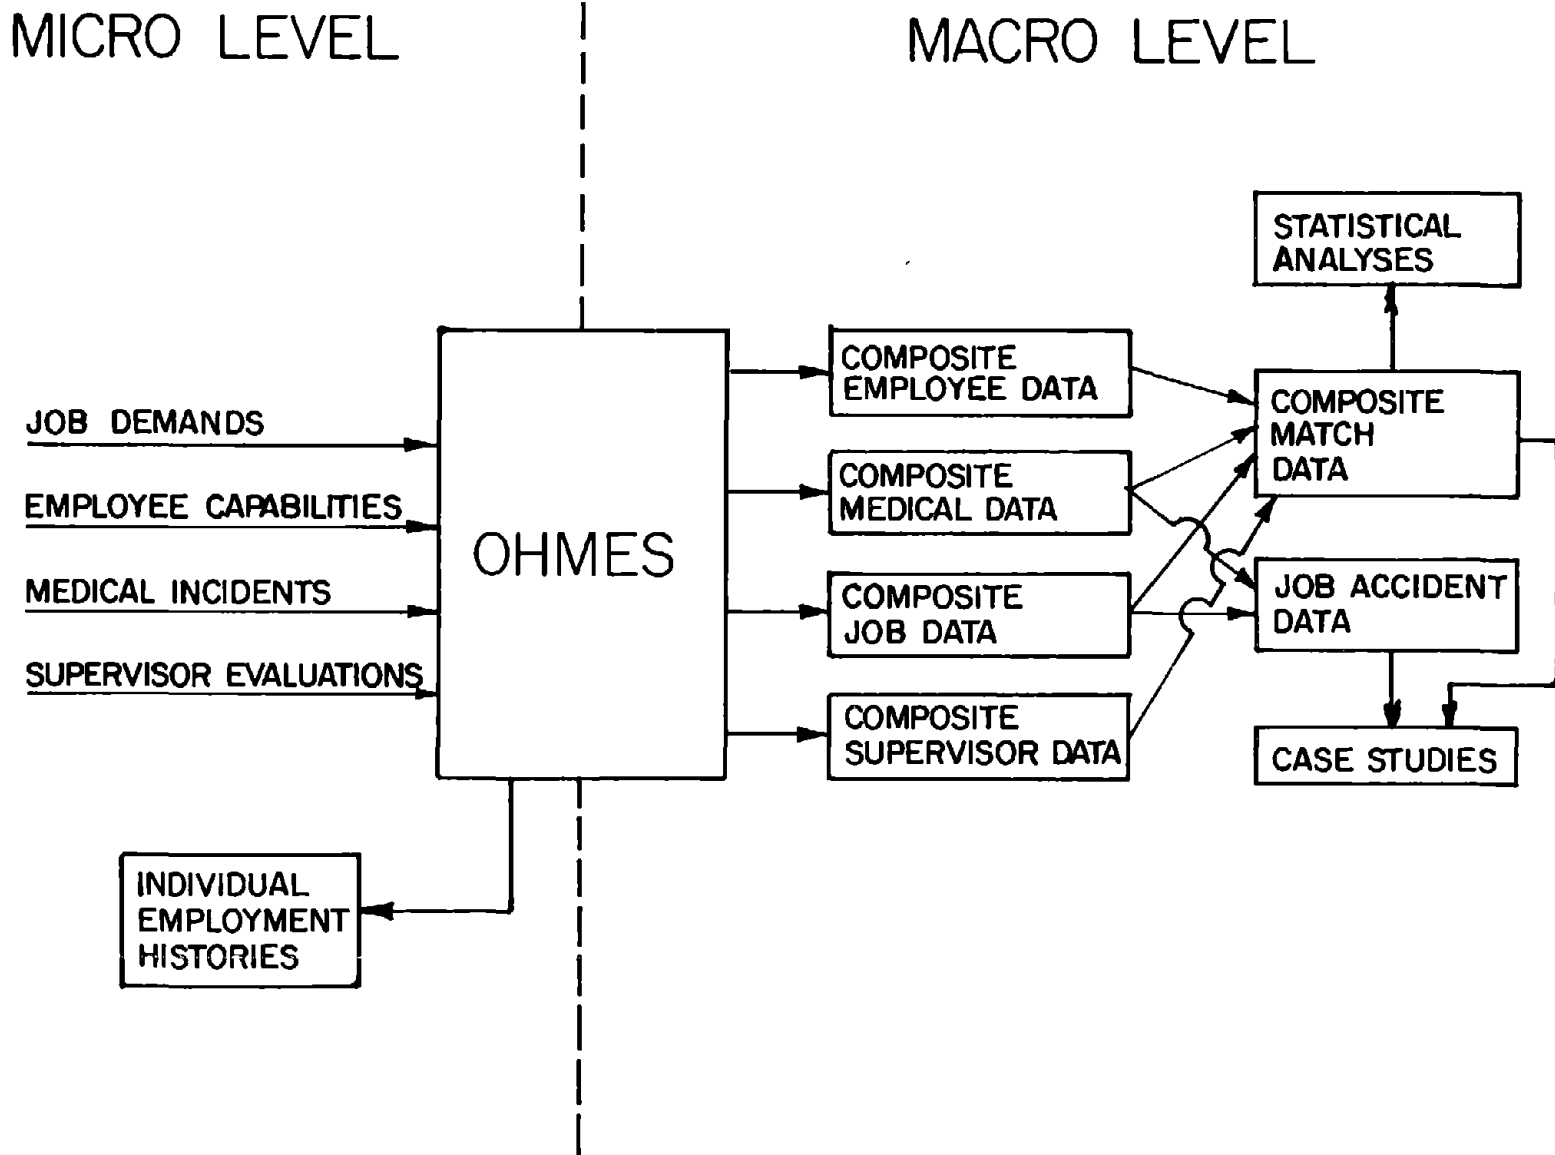 MICRO LEVEL
MACRO LEVEL
JOB DEMANDS
EMPLOYEE CAPABILITIES
MEDICAL INCIDENTS
SUPERVISOR EVALUATIONS
OHMES
INDIVIDUAL
EMPLOYMENT
HISTORIES
COMPOSITE
EMPLOYEE DATA
COMPOSITE
MEDICAL DATA
COMPOSITE
JOB DATA
COMPOSITE
SUPERVISOR DATA
STATISTICAL
ANALYSES
COMPOSITE
MATCH
DATA
JOB ACCIDENT
DATA
CASE STUDIES